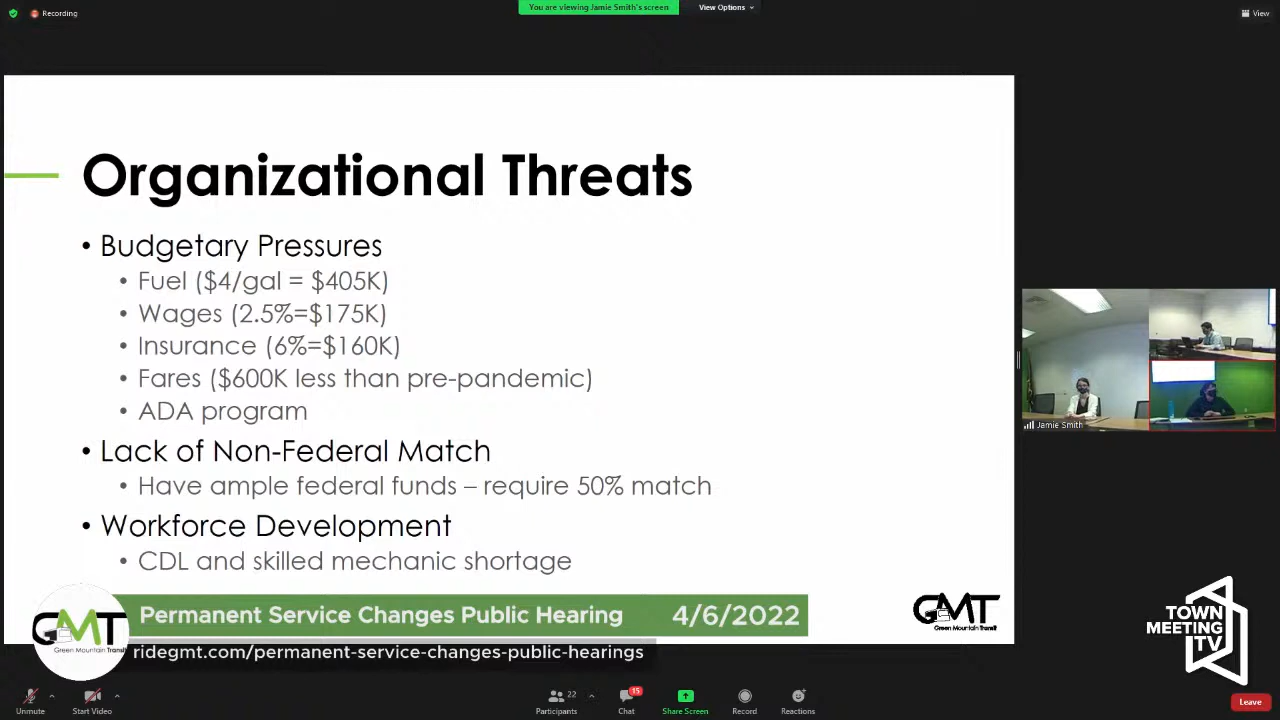 Recording
You are viewing Jamie Smith's screen
View Options
View
Organizational Threats
• Budgetary Pressures
• Fuel ($4/gal = $405K)
• Wages (2.5%=$175K)
• Insurance (6%=$160K)
• Fares ($600K less than pre-pandemic)
• ADA program
• Lack of Non-Federal Match
• Have ample federal funds – require 50% match
• Workforce Development
• CDL and skilled mechanic shortage
Jamie Smith
GMT
Green Mountain Transit
Permanent Service Changes Public Hearing 4/6/2022
ridegmt.com/permanent-service-changes-public-hearings
GMT
Green Mountain Transit
TOWN
MEETING
TV
Unmute
Start Video
22
Participants
15
Chat
Share Screen
Record
Reactions
Leave